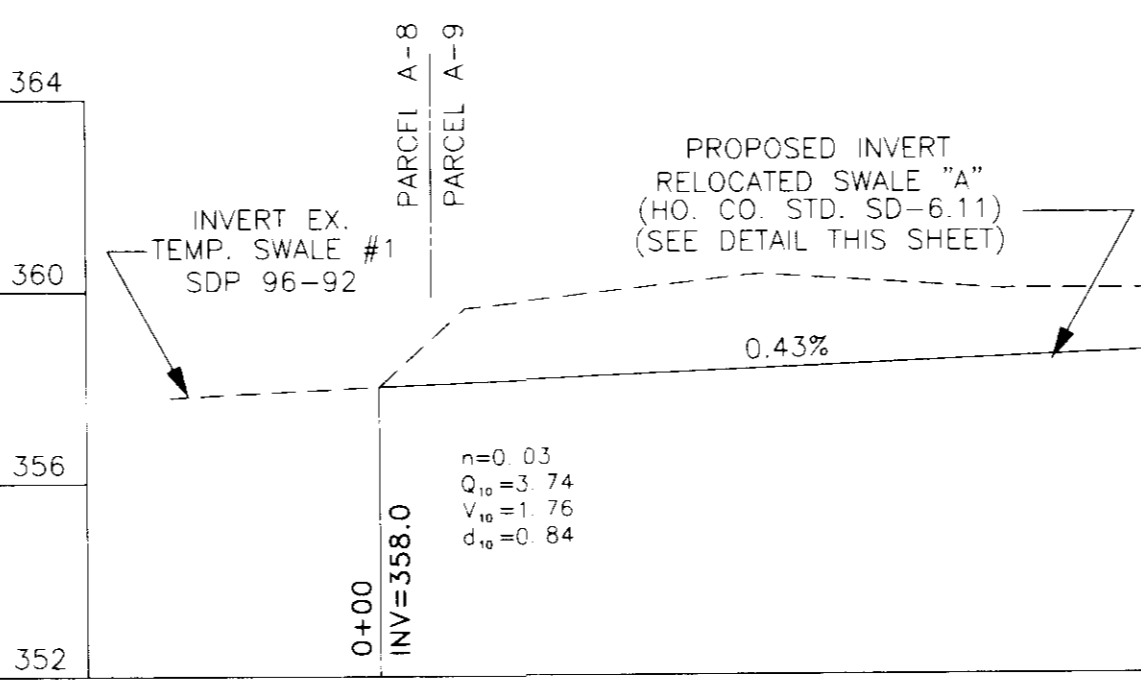 364
PARCEL A-8
PARCEL A-9
PROPOSED INVERT
RELOCATED SWALE "A"
(HO. CO. STD. SD-6.11)
(SEE DETAIL THIS SHEET)
INVERT EX.
TEMP. SWALE #1
SDP 96-92
360
0.43%
356
n=0.03
Q10=3.74
V10=1.76
d10=0.84
0+00
INV=358.0
352